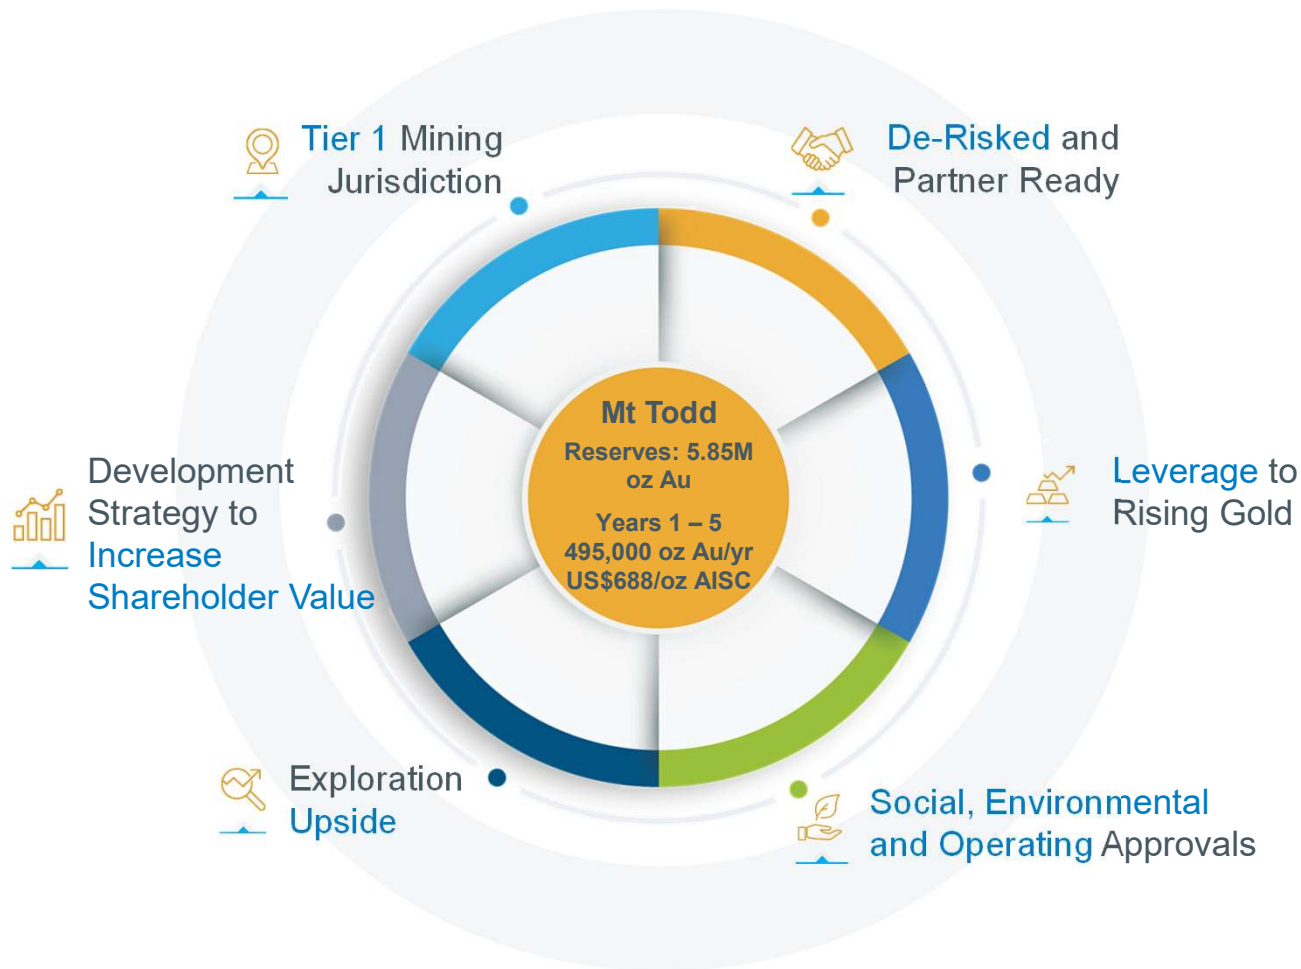 Tier 1 Mining
Jurisdiction
De-Risked and
Partner Ready
Mt Todd
Reserves: 5.85M
oz Au
Years 1 – 5
495,000 oz Au/yr
US$688/oz AISC
Development
Strategy to
Increase
Shareholder Value
Leverage to
Rising Gold
Exploration
Upside
Social, Environmental
and Operating Approvals